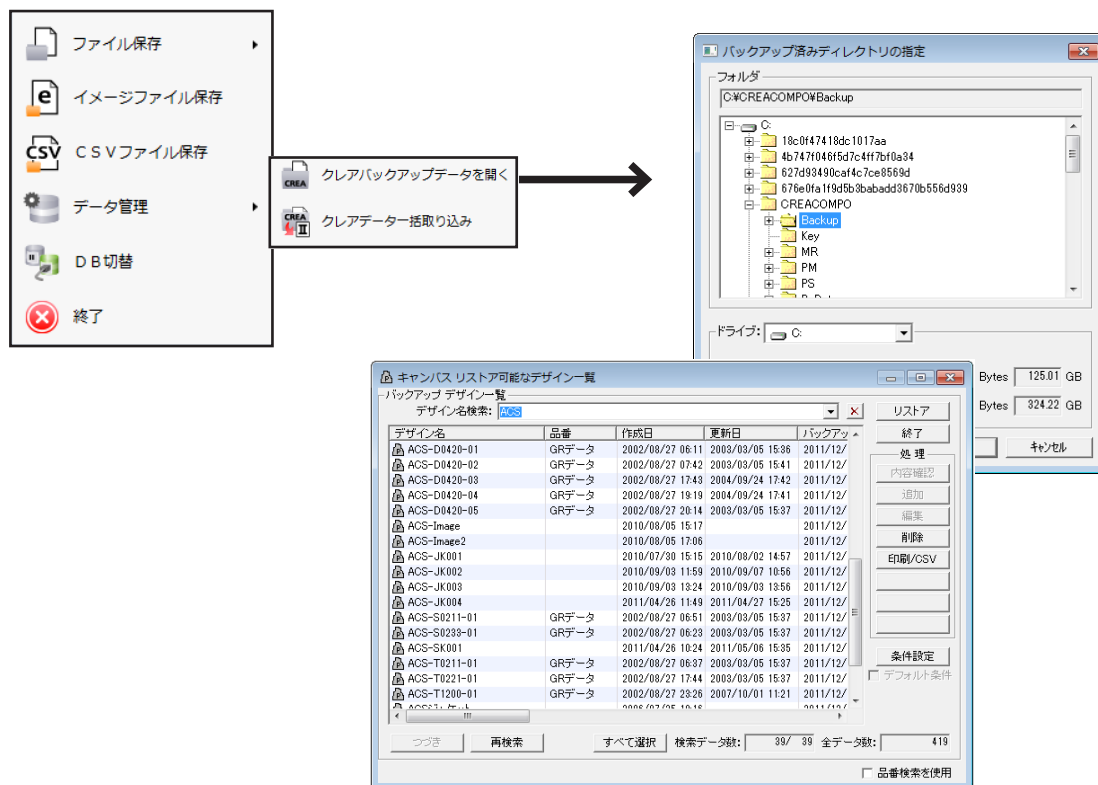 ファイル保存
イメージファイル保存
CSV
ＣＳＶファイル保存
データ管理
ＤＢ切替
終了
CREA
クレアバックアップデータを開く
CREA
クレアデータ一括取り込み
バックアップ済みディレクトリの指定
フォルダ
C:¥CREACOMPO¥Backup
C:
18c0f47418dc1017aa
4b747f046f5d7c4ff7bf0a34
627d93490caf4c7ce8569d
676e0fa1f9d5b3babadd3670b556d939
CREACOMPO
Backup
Key
MR
PM
PS
ドライブ: C:
Bytes 125.01 GB
Bytes 324.22 GB
キャンセル
キャンバス リストア可能なデザイン一覧
バックアップ デザイン一覧
デザイン名検索: ACS
デザイン名 品番 作成日 更新日 バックアッ
ACS-D0420-01 GRデータ 2002/08/27 06:11 2003/03/05 15:36 2011/12/
ACS-D0420-02 GRデータ 2002/08/27 07:42 2003/03/05 15:41 2011/12/
ACS-D0420-03 GRデータ 2002/08/27 17:43 2004/09/24 17:42 2011/12/
ACS-D0420-04 GRデータ 2002/08/27 19:19 2004/09/24 17:41 2011/12/
ACS-D0420-05 GRデータ 2002/08/27 20:14 2003/03/05 15:37 2011/12/
ACS-Image 2010/08/05 15:17 2011/12/
ACS-Image2 2010/08/05 17:06 2011/12/
ACS-JK001 2010/07/30 15:15 2010/08/02 14:57 2011/12/
ACS-JK002 2010/09/03 11:59 2010/09/07 10:56 2011/12/
ACS-JK003 2010/09/03 13:24 2010/09/03 13:56 2011/12/
ACS-JK004 2011/04/26 11:49 2011/04/27 15:25 2011/12/
ACS-S0211-01 GRデータ 2002/08/27 06:51 2003/03/05 15:37 2011/12/
ACS-S0233-01 GRデータ 2002/08/27 06:23 2003/03/05 15:37 2011/12/
ACS-SK001 2011/04/26 10:24 2011/05/06 15:35 2011/12/
ACS-T0211-01 GRデータ 2002/08/27 06:37 2003/03/05 15:37 2011/12/
ACS-T0221-01 GRデータ 2002/08/27 17:44 2003/03/05 15:37 2011/12/
ACS-T1200-01 GRデータ 2002/08/27 23:26 2007/10/01 11:21 2011/12/
リストア
終了
処 理
内容確認
追加
編集
削除
印刷/CSV
条件設定
デフォルト条件
つづき 再検索 すべて選択 検索データ数: 39/ 39 全データ数: 419
品番検索を使用